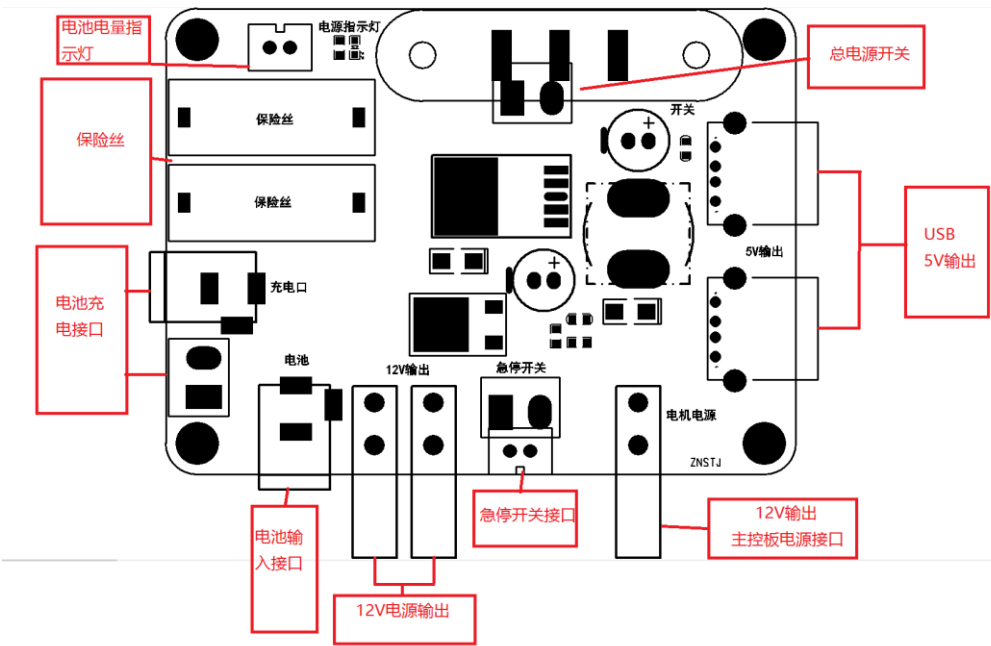 电池电量指
示灯
电源指示灯
总电源开关
开关
保险丝
保险丝
保险丝
USB
5V输出
5V输出
充电口
电池充
电接口
电池
12V输出
急停开关
电机电源
ZNSTJ
电池输
入接口
急停开关接口
12V输出
主控板电源接口
12V电源输出